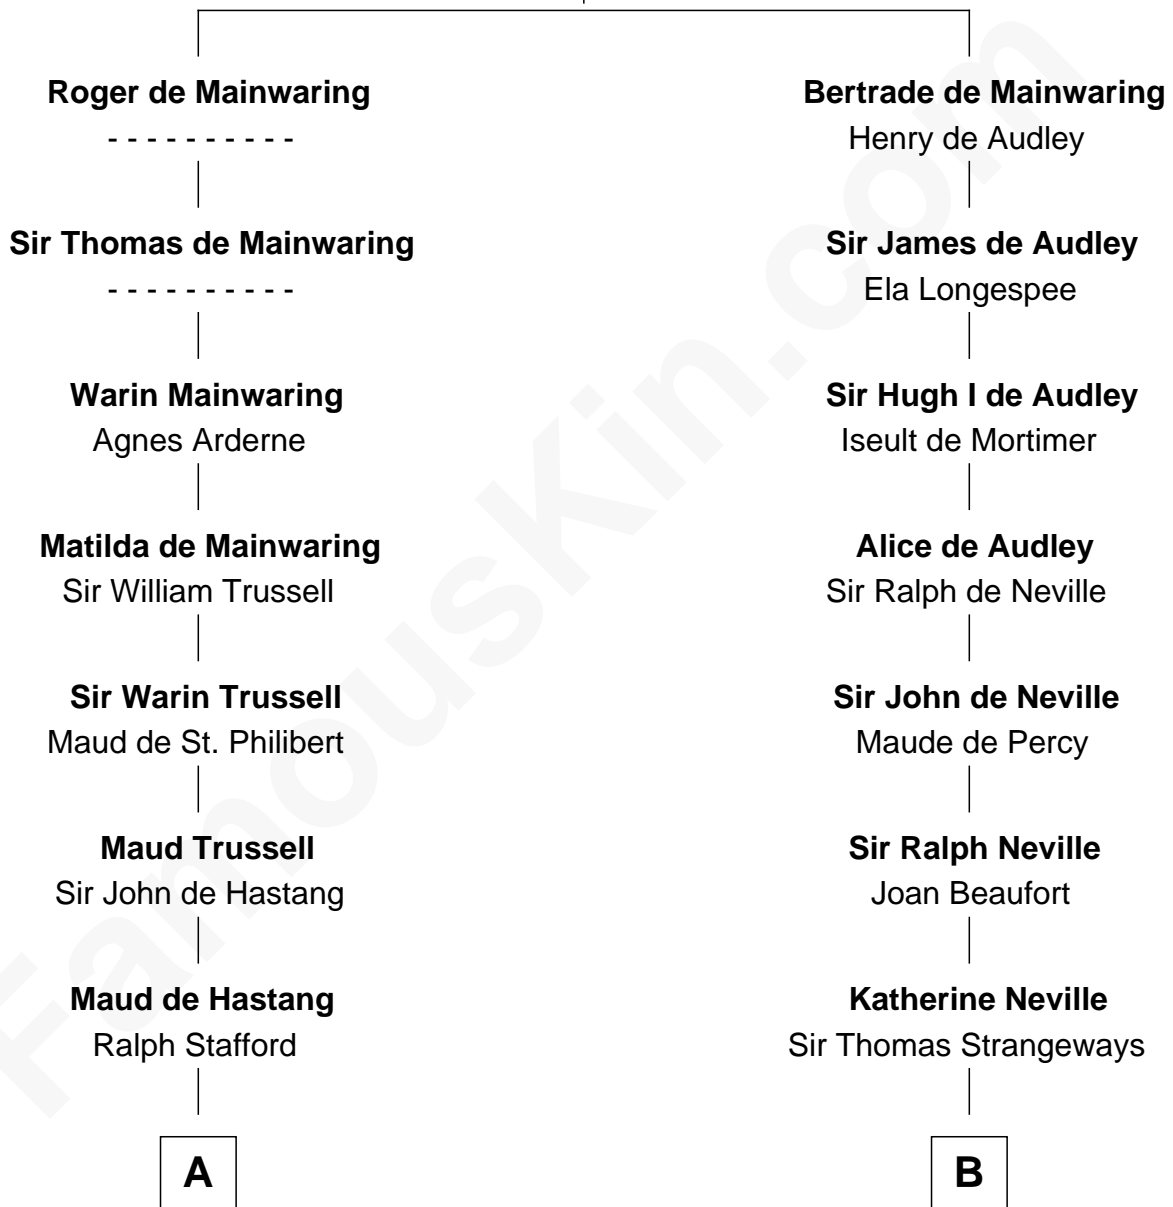 Roger de Mainwaring
- - - - - - - - - -
Sir Thomas de Mainwaring
- - - - - - - - - -
Warin Mainwaring
Agnes Arderne
Matilda de Mainwaring
Sir William Trussell
Sir Warin Trussell
Maud de St. Philibert
Maud Trussell
Sir John de Hastang
Maud de Hastang
Ralph Stafford
A
Bertrade de Mainwaring
Henry de Audley
Sir James de Audley
Ela Longespee
Sir Hugh I de Audley
Iseult de Mortimer
Alice de Audley
Sir Ralph de Neville
Sir John de Neville
Maude de Percy
Sir Ralph Neville
Joan Beaufort
Katherine Neville
Sir Thomas Strangeways
B
FamousKin.com